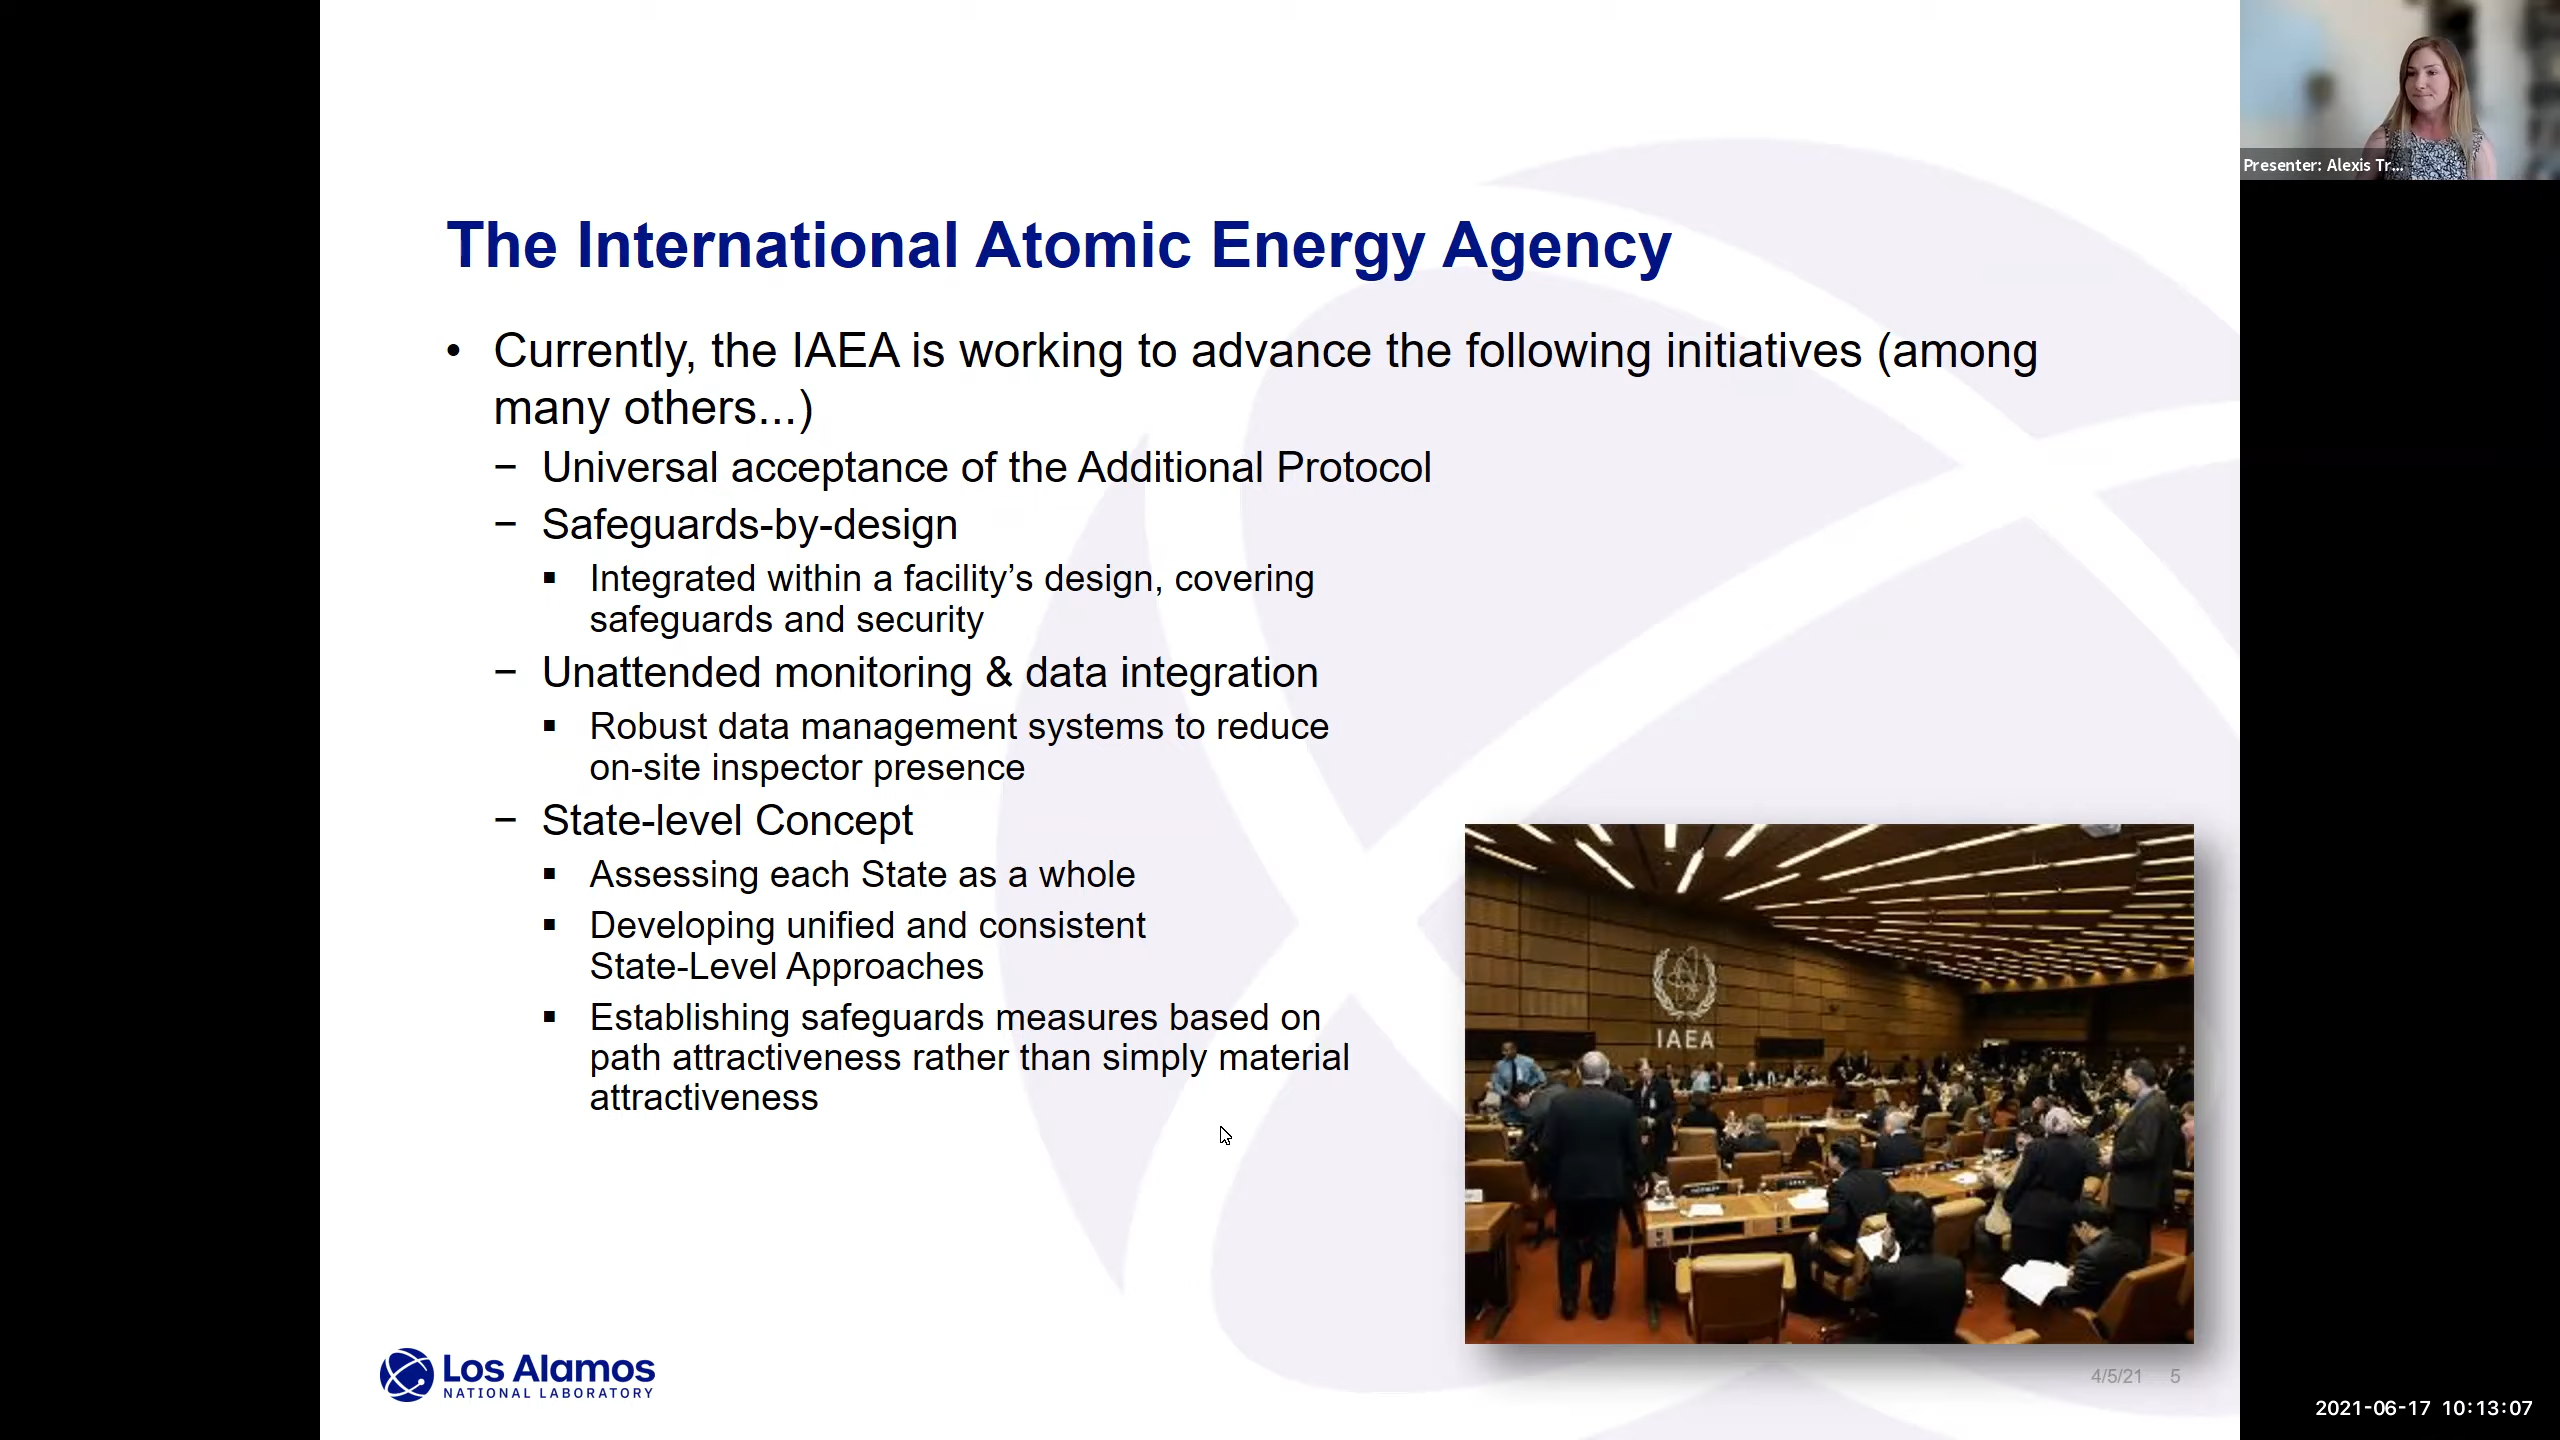 Presenter: Alexis Tr...
The International Atomic Energy Agency
• Currently, the IAEA is working to advance the following initiatives (among
many others...)
− Universal acceptance of the Additional Protocol
− Safeguards-by-design
▪ Integrated within a facility’s design, covering
safeguards and security
− Unattended monitoring & data integration
▪ Robust data management systems to reduce
on-site inspector presence
− State-level Concept
▪ Assessing each State as a whole
▪ Developing unified and consistent
State-Level Approaches
▪ Establishing safeguards measures based on
path attractiveness rather than simply material
attractiveness
IAEA
Los Alamos
NATIONAL LABORATORY
4/5/21 5
2021-06-17 10:13:07